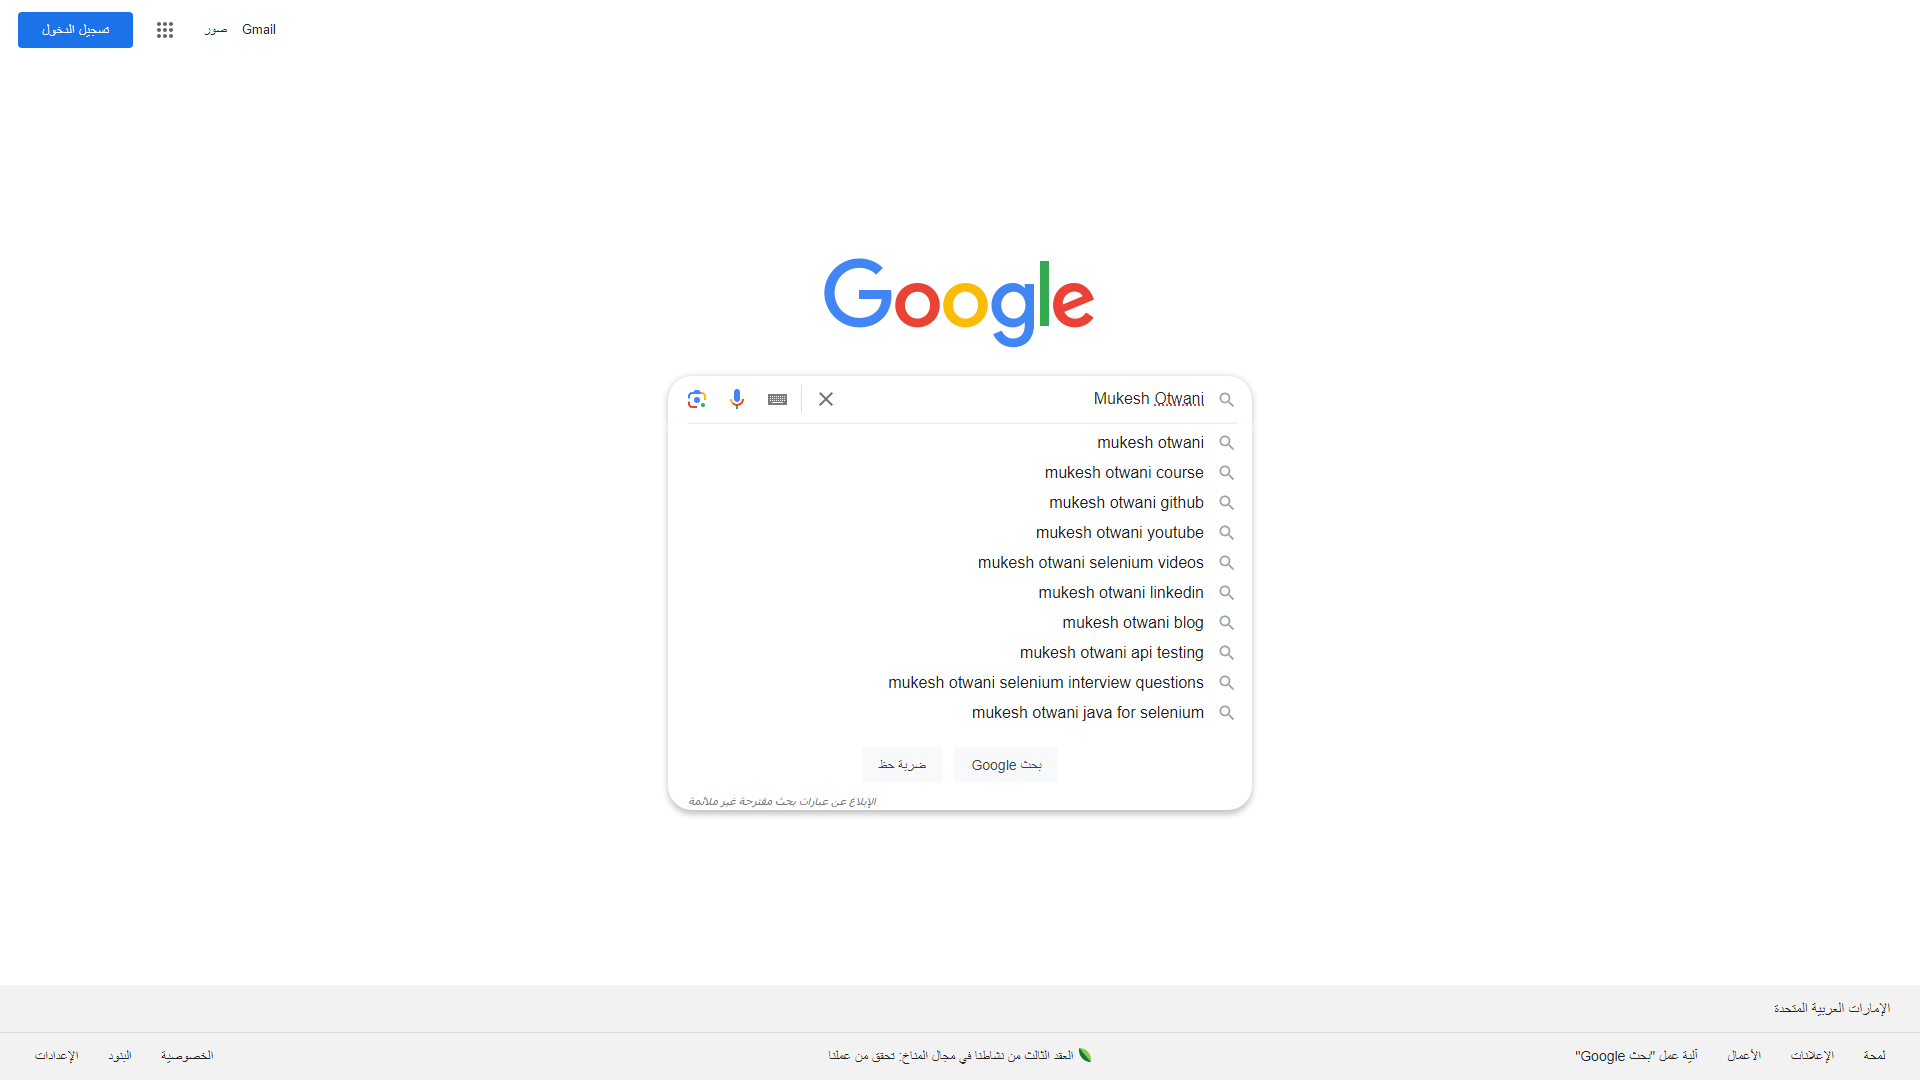 Gmail
صور
تسجيل الدخول
Google
Mukesh Otwani
mukesh otwani
mukesh otwani course
mukesh otwani github
mukesh otwani youtube
mukesh otwani selenium videos
mukesh otwani linkedin
mukesh otwani blog
mukesh otwani api testing
mukesh otwani selenium interview questions
mukesh otwani java for selenium
بحث Google
ضربة حظ
الإبلاغ عن عبارات بحث مقترحة غير ملائمة
الإمارات العربية المتحدة
لمحة
الإعلانات
الأعمال
آلية عمل "بحث Google"
العقد الثالث من نشاطنا في مجال المناخ: تحقق من عملنا
الخصوصية
البنود
الإعدادات